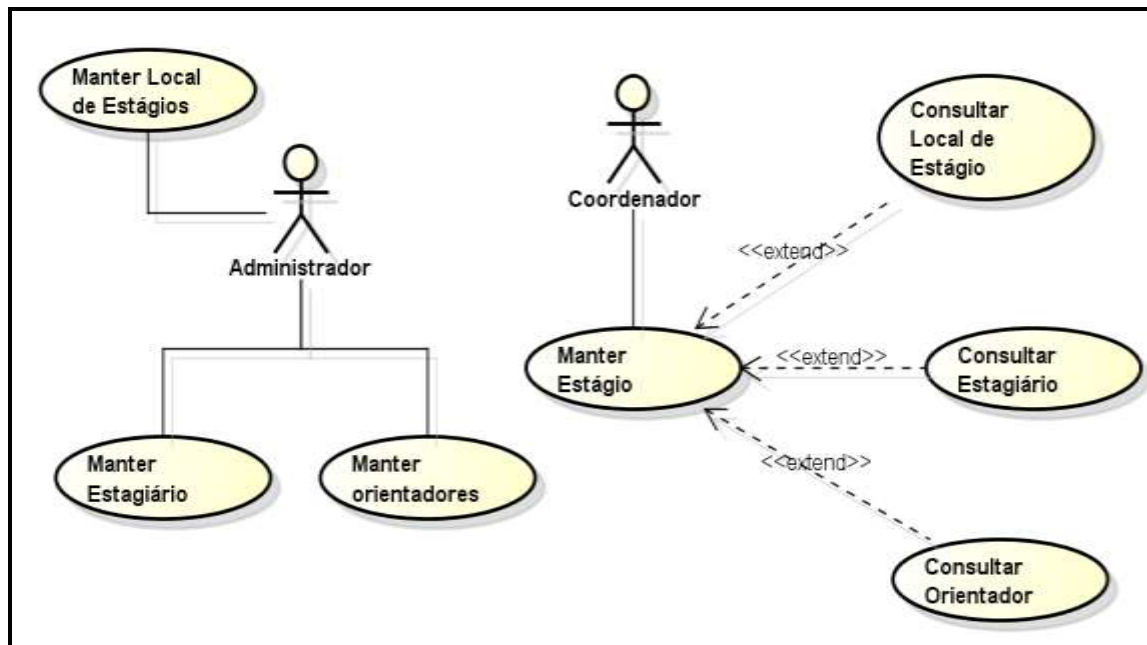 Manter Local
de Estágios
Administrador
Manter
Estagiário
Manter
orientadores
Coordenador
Manter
Estágio
<<extend>>
Consultar
Local de
Estágio
<<extend>>
Consultar
Estagiário
<<extend>>
Consultar
Orientador